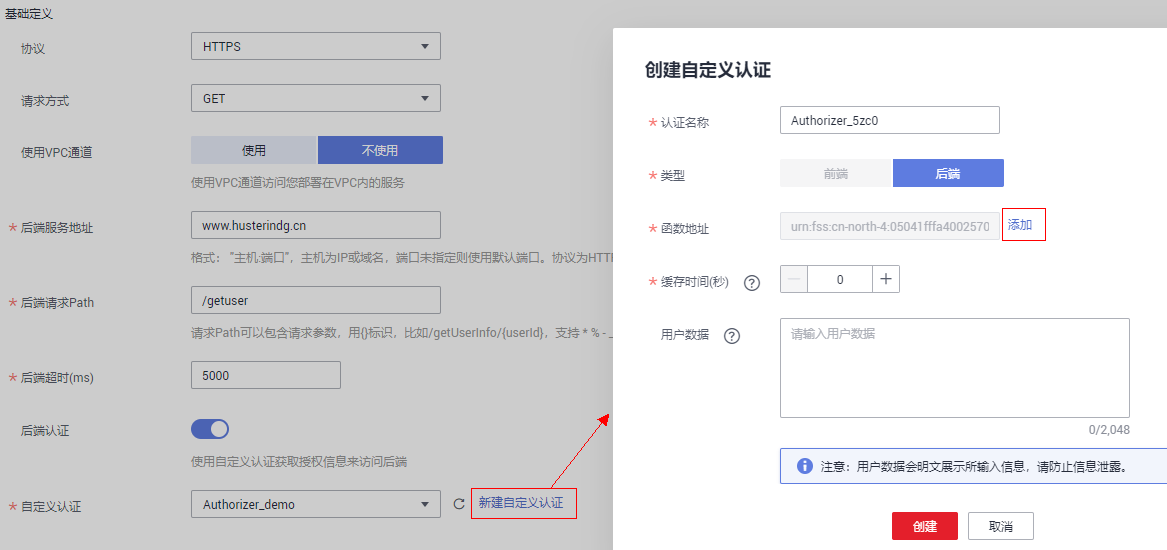 基础定义
协议
HTTPS
请求方式
GET
使用VPC通道
使用
不使用
使用VPC通道访问您部署在VPC内的服务
* 后端服务地址
www.husterindg.cn
格式： "主机:端口"，主机为IP或域名，端口未指定则使用默认端口。协议为HTTP
* 后端请求Path
/getuser
请求Path可以包含请求参数，用{}标识，比如/getUserInfo/{userId}，支持 * % - _
* 后端超时(ms)
5000
后端认证
使用自定义认证获取授权信息来访问后端
* 自定义认证
Authorizer_demo
新建自定义认证
创建自定义认证
* 认证名称
Authorizer_5zc0
* 类型
前端
后端
* 函数地址
urn:fss:cn-north-4:05041fffa4002570
添加
* 缓存时间(秒) ?
— 0 +
用户数据 ?
请输入用户数据
0/2,048
注意：用户数据会明文展示所输入信息，请防止信息泄露。
创建
取消